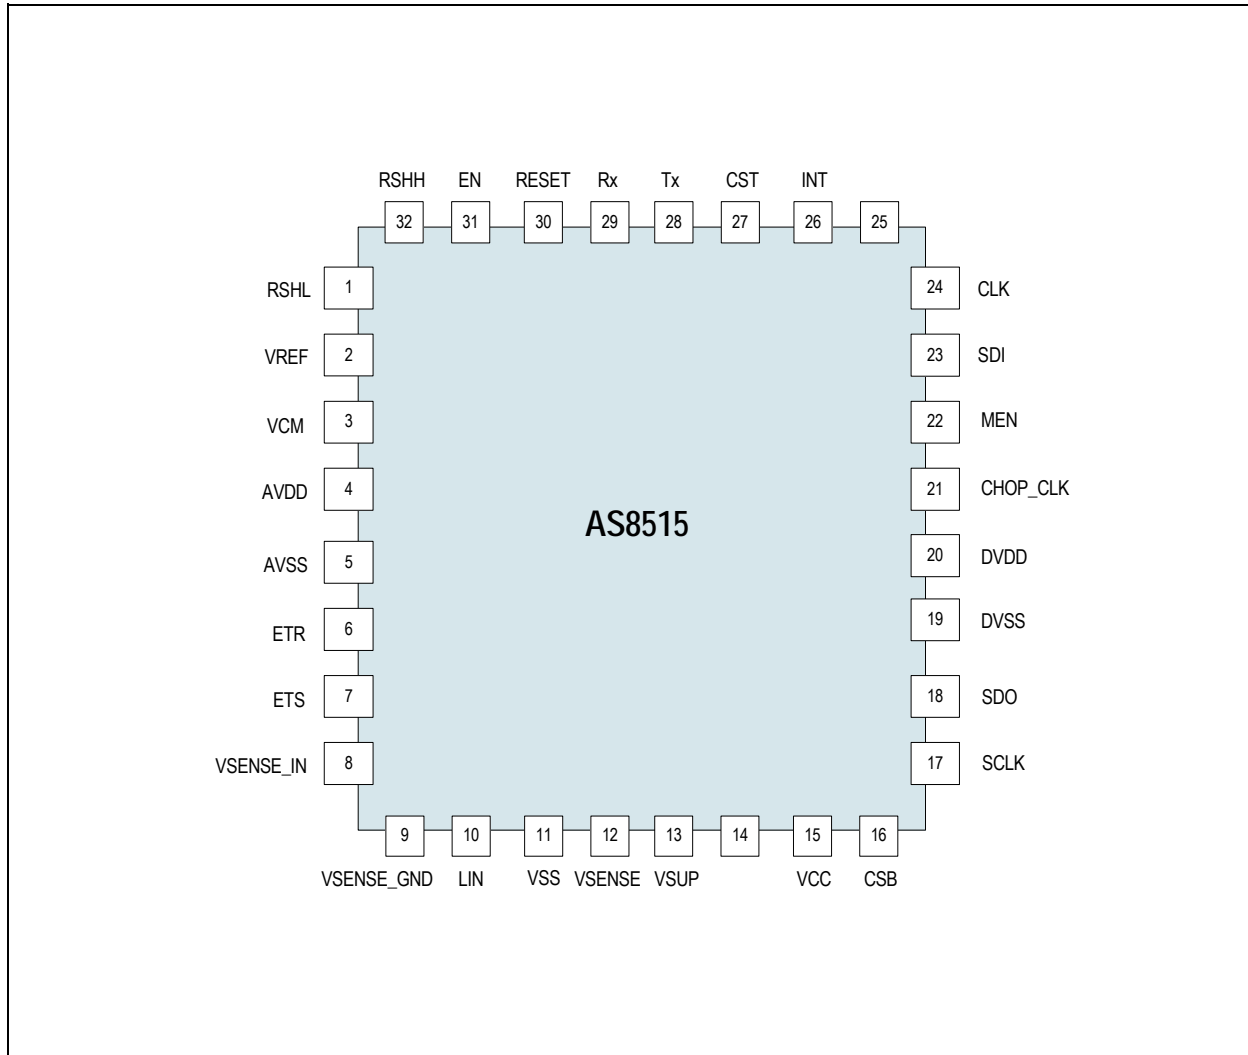 RSHH EN RESET Rx Tx CST INT
32 31 30 29 28 27 26 25
RSHL 1 24 CLK
VREF 2 23 SDI
VCM 3 22 MEN
AVDD 4 21 CHOP_CLK
AS8515
AVSS 5 20 DVDD
ETR 6 19 DVSS
ETS 7 18 SDO
VSENSE_IN 8 17 SCLK
9 10 11 12 13 14 15 16
VSENSE_GND LIN VSS VSENSE VSUP VCC CSB